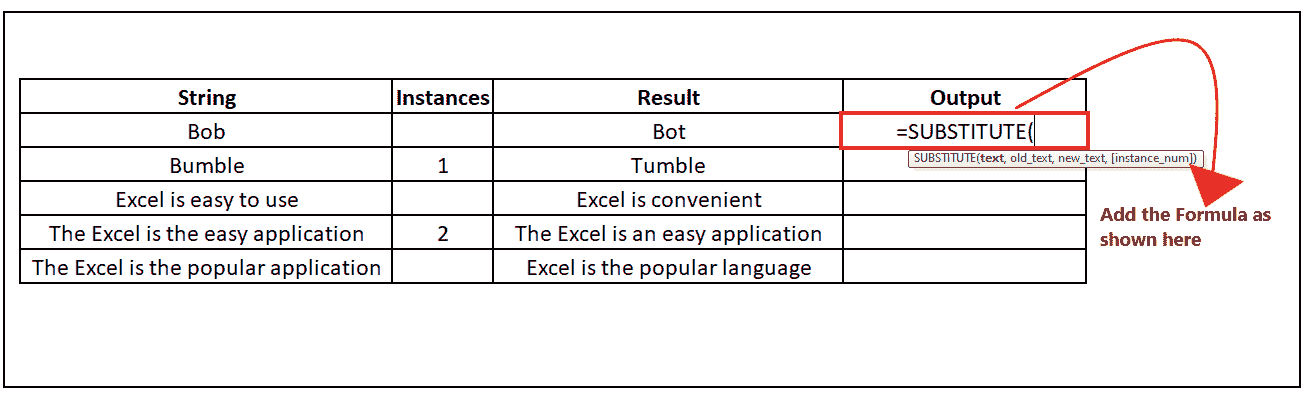 String Instances Result Output
Bob Bot =SUBSTITUTE(
SUBSTITUTE(text, old_text, new_text, [instance_num])
Bumble 1 Tumble
Excel is easy to use Excel is convenient
Add the Formula as
shown here
The Excel is the easy application 2 The Excel is an easy application
The Excel is the popular application Excel is the popular language